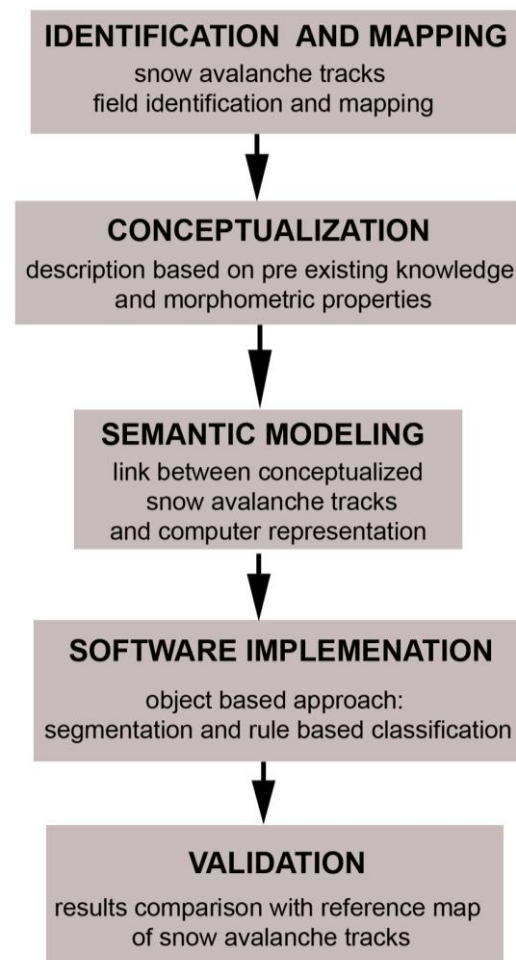 IDENTIFICATION AND MAPPING
snow avalanche tracks
field identification and mapping
CONCEPTUALIZATION
description based on pre existing knowledge
and morphometric properties
SEMANTIC MODELING
link between conceptualized
snow avalanche tracks
and computer representation
SOFTWARE IMPLEMENATION
object based approach:
segmentation and rule based classification
VALIDATION
results comparison with reference map
of snow avalanche tracks